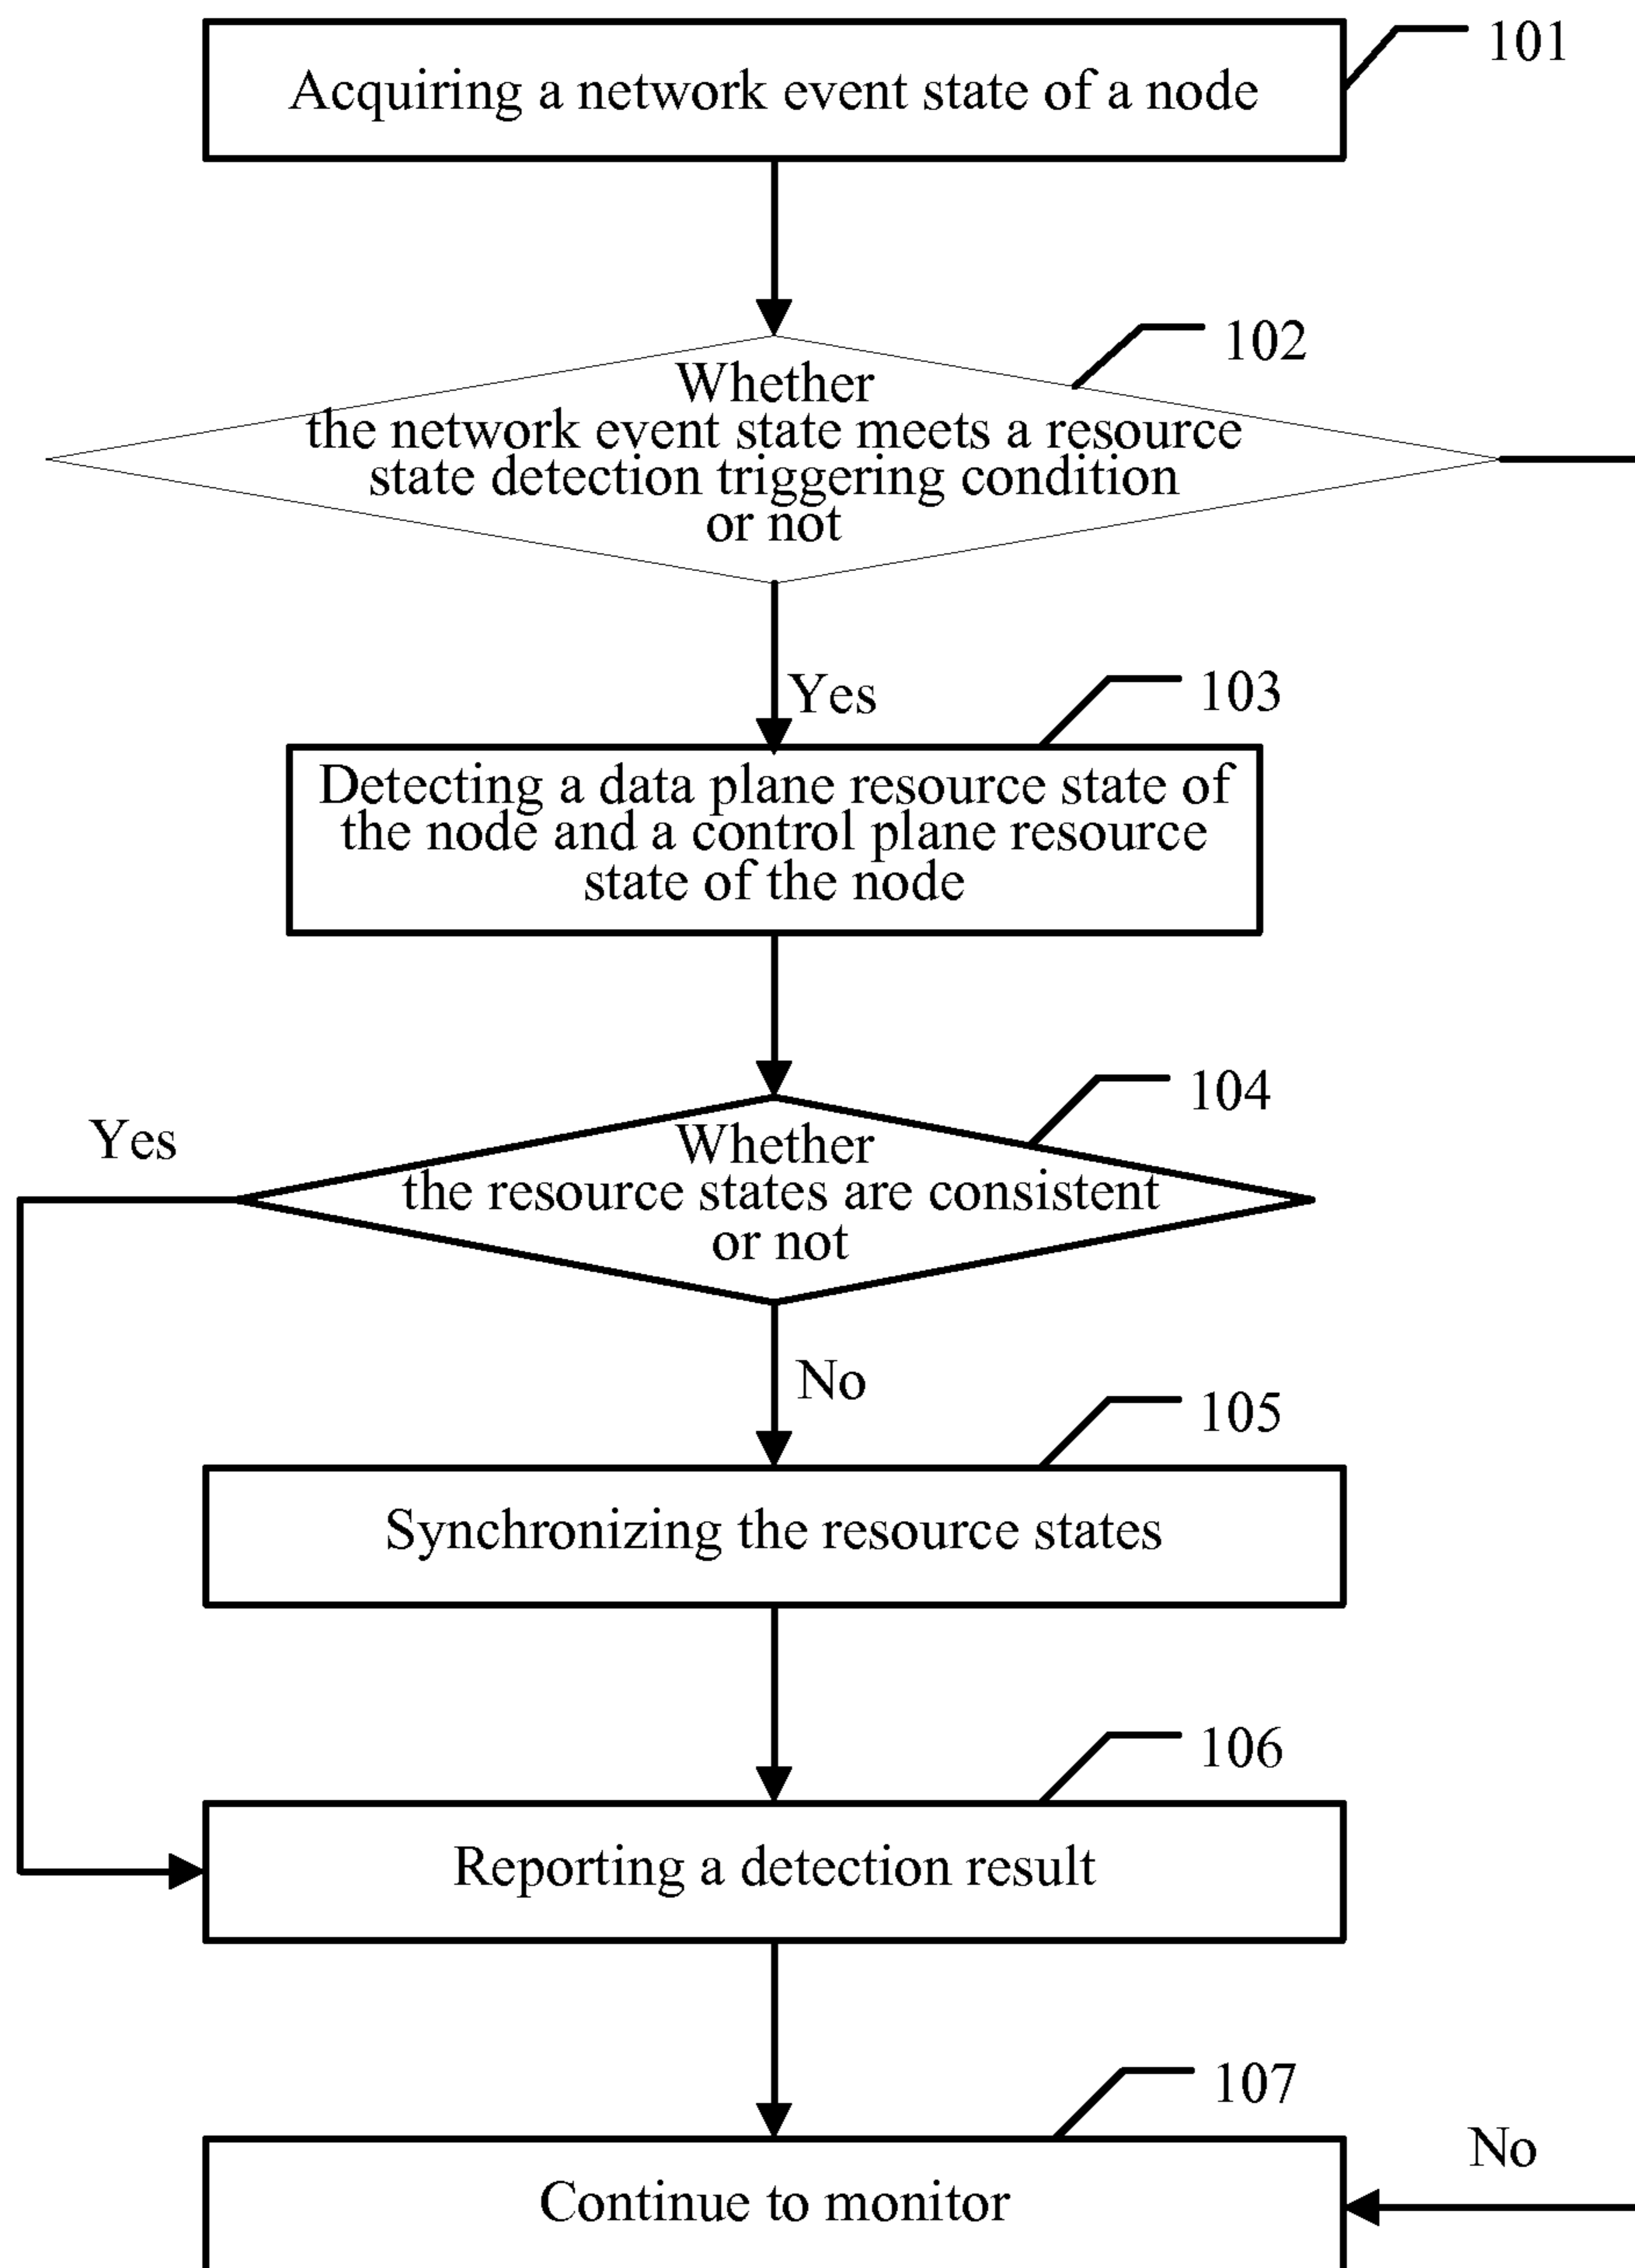 101
Acquiring a network event state of a node
102
Whether
the network event state meets a resource
state detection triggering condition
or not
Yes
103
Detecting a data plane resource state of
the node and a control plane resource
state of the node
104
Yes
Whether
the resource states are consistent
or not
No
105
Synchronizing the resource states
106
Reporting a detection result
107
No
Continue to monitor